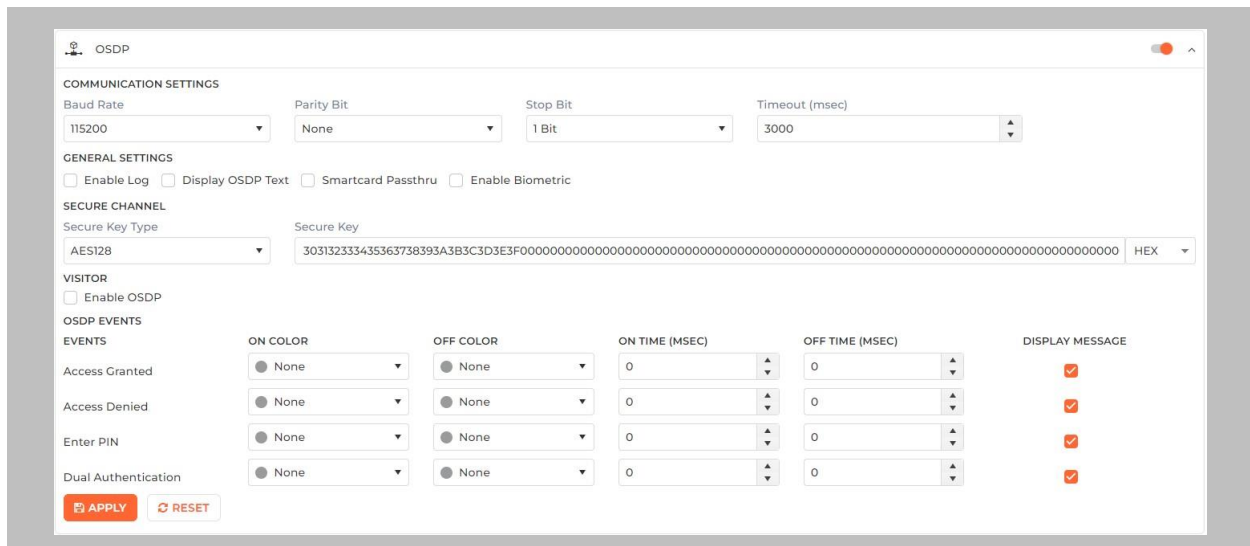 OSDP
COMMUNICATION SETTINGS
Baud Rate Parity Bit Stop Bit Timeout (msec)
115200 None 1 Bit 3000
GENERAL SETTINGS
Enable Log Display OSDP Text Smartcard Passthru Enable Biometric
SECURE CHANNEL
Secure Key Type Secure Key
AES128 303132333435363738393A3B3C3D3E3F00000000000000000000000000000000000000000000000000000000000000000000000000000000000000000000 HEX
VISITOR
Enable OSDP
OSDP EVENTS
EVENTS ON COLOR OFF COLOR ON TIME (MSEC) OFF TIME (MSEC) DISPLAY MESSAGE
Access Granted None None 0 0
Access Denied None None 0 0
Enter PIN None None 0 0
Dual Authentication None None 0 0
APPLY RESET